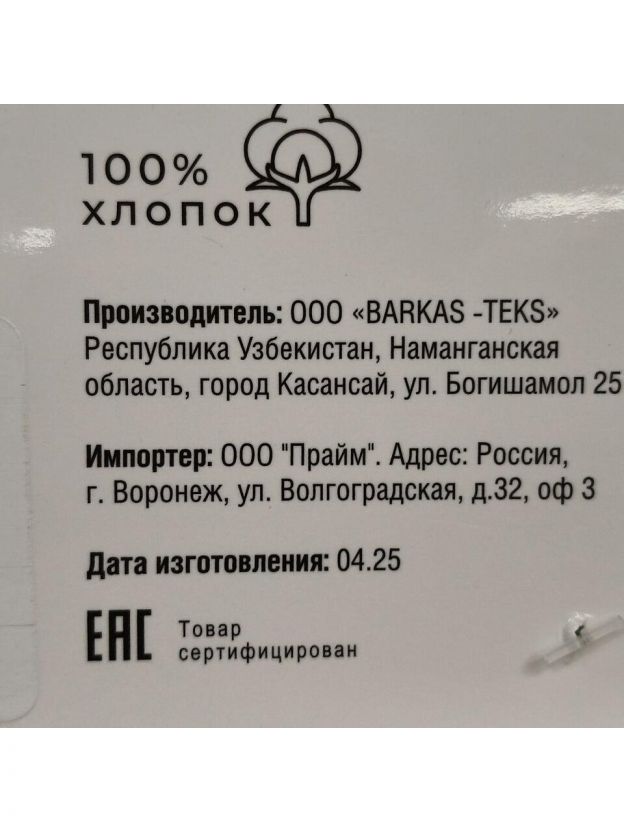 100%
ХЛОПОК
Производитель: ООО «BARKAS -TEKS»
Республика Узбекистан, Наманганская
область, город Касансай, ул. Богишамол 25
Импортер: ООО "Прайм". Адрес: Россия,
г. Воронеж, ул. Волгоградская, д.32, оф 3
Дата изготовления: 04.25
ЕАС Товар
сертифицирован